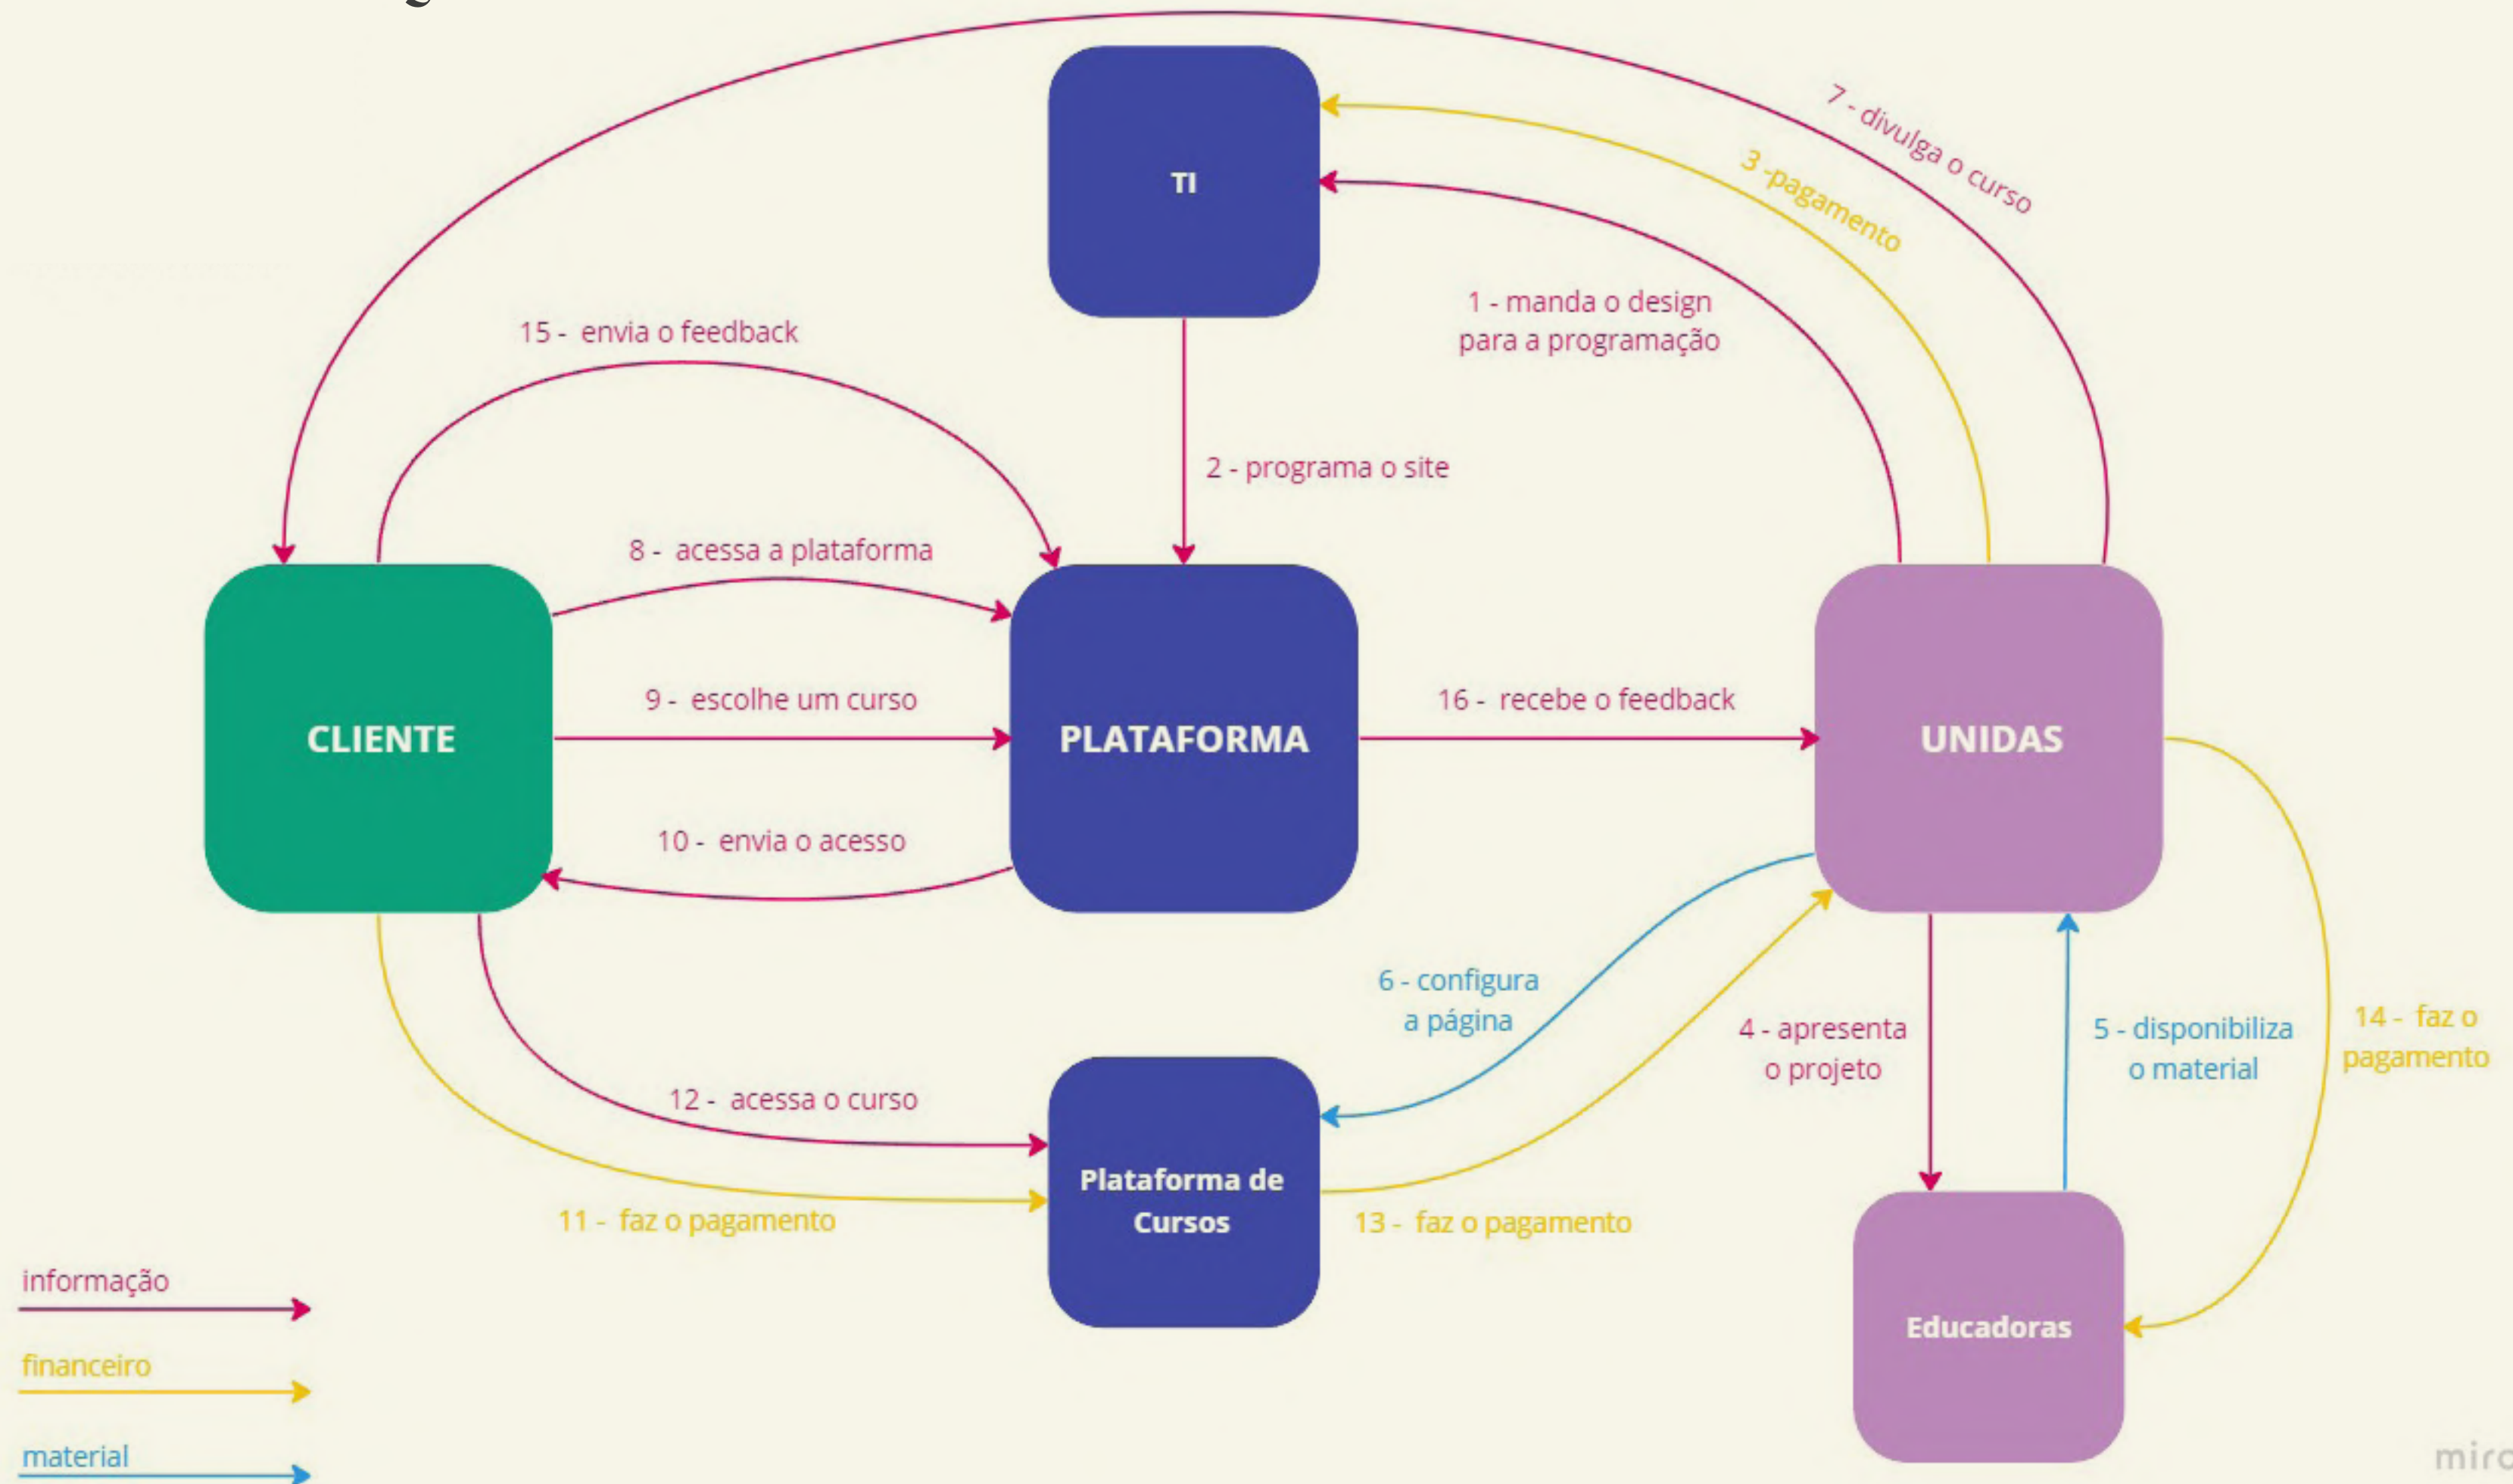 7 - divulga o curso
3 -pagamento
TI
1 - manda o design
para a programação
15 - envia o feedback
2 - programa o site
8 - acessa a plataforma
9 - escolhe um curso
16 - recebe o feedback
CLIENTE
PLATAFORMA
UNIDAS
10 - envia o acesso
6 - configura
a página
4 - apresenta
o projeto
5 - disponibiliza
o material
14 - faz o
pagamento
12 - acessa o curso
Plataforma de
Cursos
11 - faz o pagamento
13 - faz o pagamento
Educadoras
informação
financeiro
material